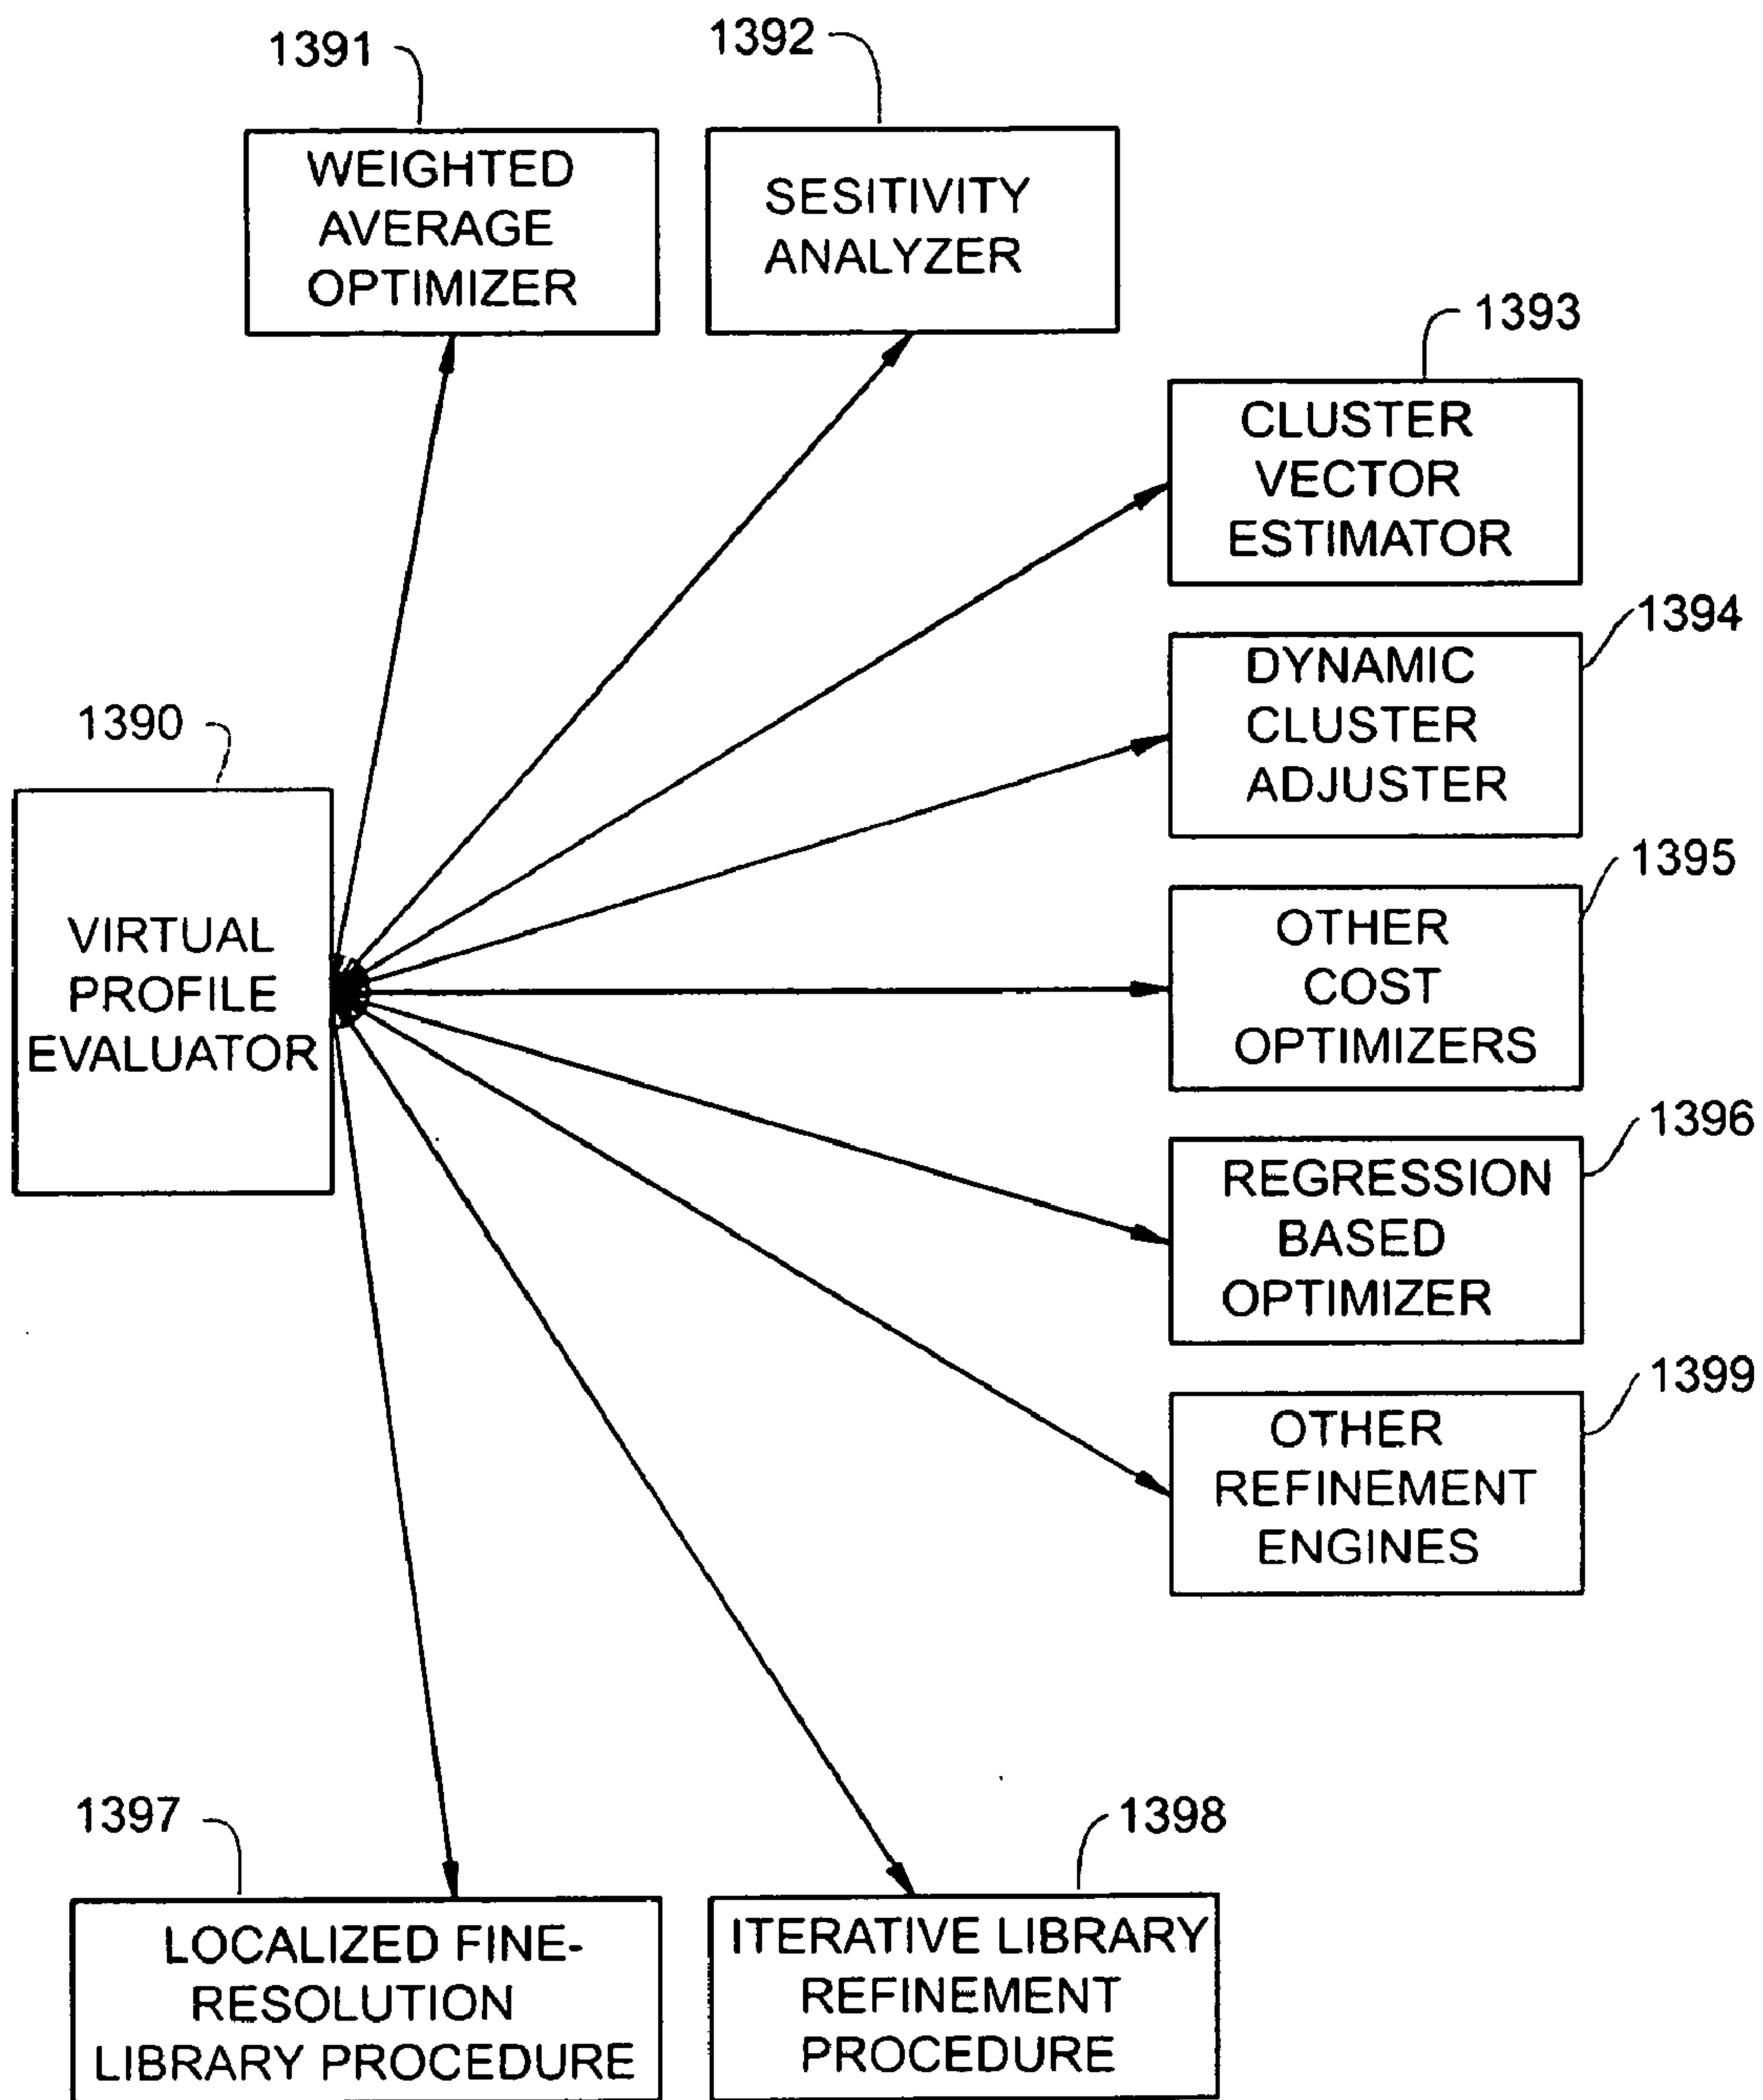 1391
WEIGHTED
AVERAGE
OPTIMIZER
1392
SESITIVITY
ANALYZER
1393
CLUSTER
VECTOR
ESTIMATOR
1394
DYNAMIC
CLUSTER
ADJUSTER
1390
VIRTUAL
PROFILE
EVALUATOR
1395
OTHER
COST
OPTIMIZERS
1396
REGRESSION
BASED
OPTIMIZER
1399
OTHER
REFINEMENT
ENGINES
1397
LOCALIZED FINE-
RESOLUTION
LIBRARY PROCEDURE
1398
ITERATIVE LIBRARY
REFINEMENT
PROCEDURE